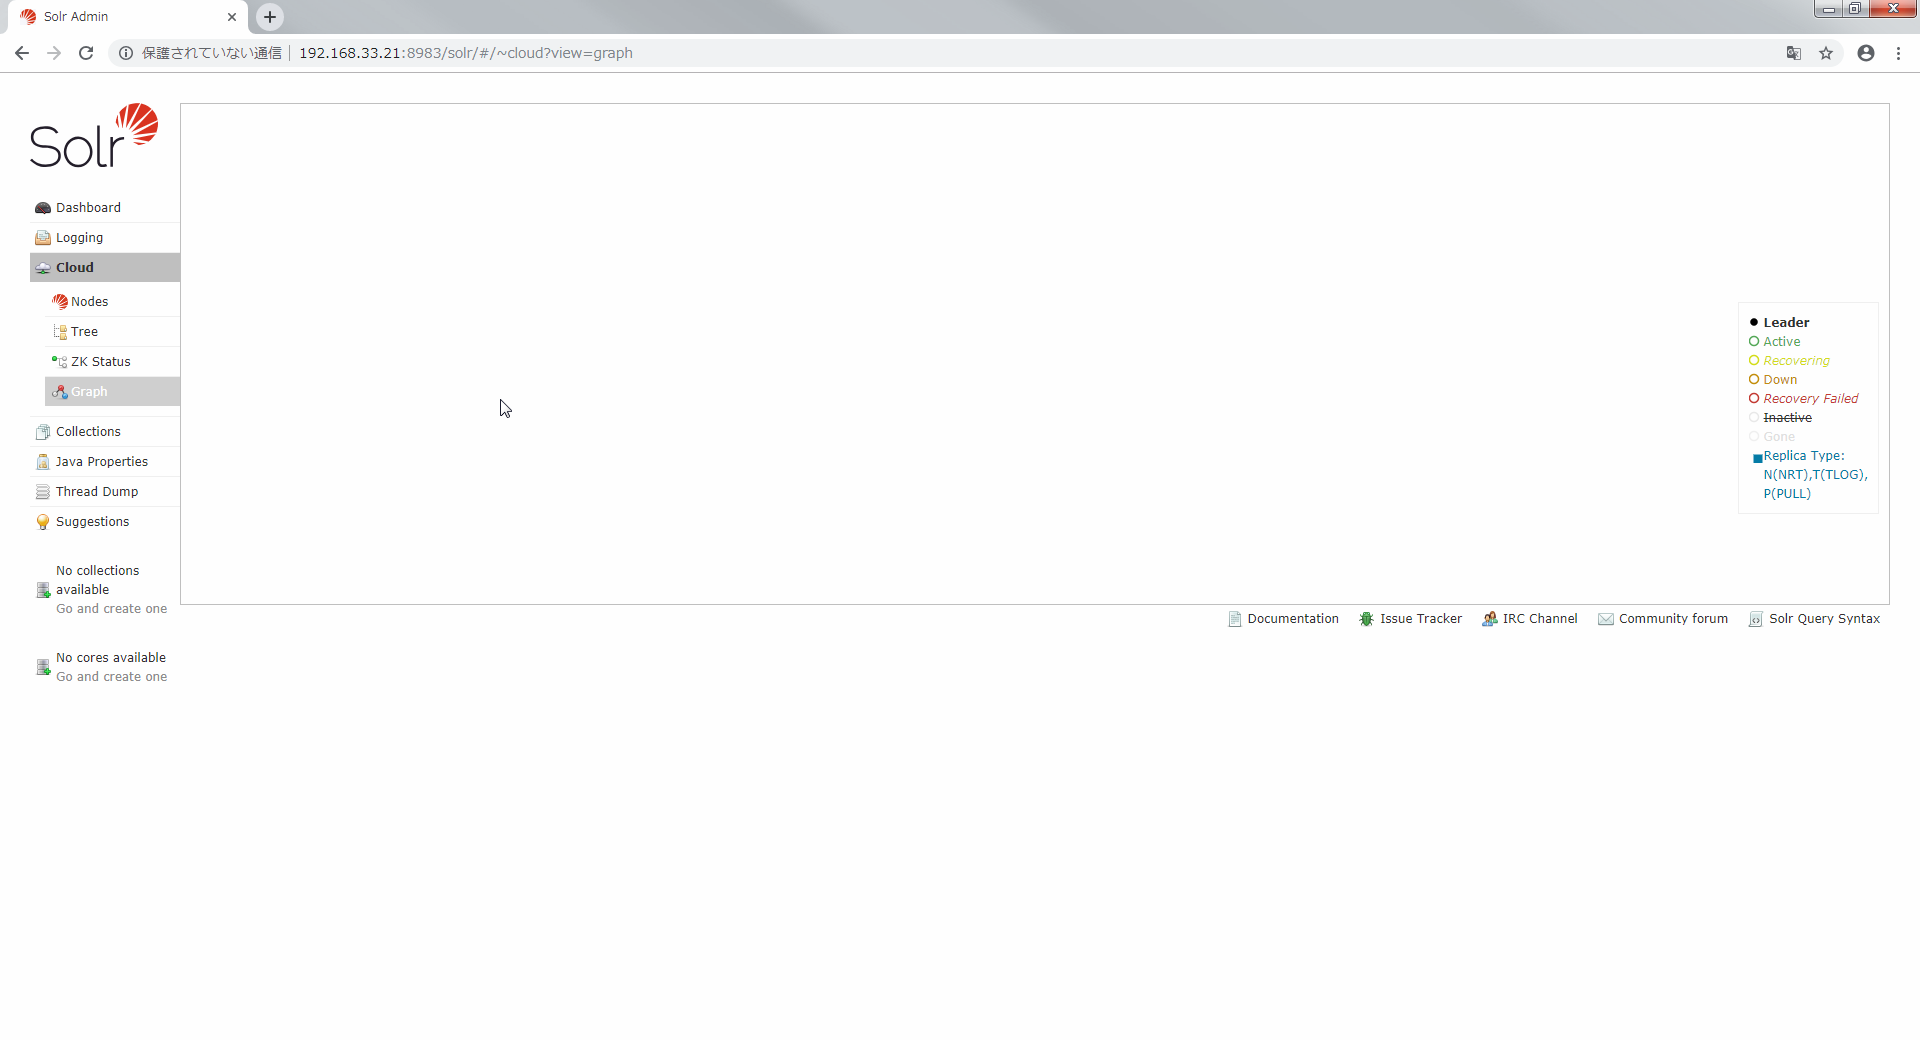 Solr Admin
保護されていない通信 192.168.33.21:8983/solr/#/~cloud?view=graph
Solr
Dashboard
Logging
Cloud
Nodes
Tree
ZK Status
Graph
Collections
Java Properties
Thread Dump
Suggestions
No collections
available
Go and create one
No cores available
Go and create one
Leader
Active
Recovering
Down
Recovery Failed
Inactive
Gone
Replica Type:
N(NRT),T(TLOG),
P(PULL)
Documentation
Issue Tracker
IRC Channel
Community forum
Solr Query Syntax